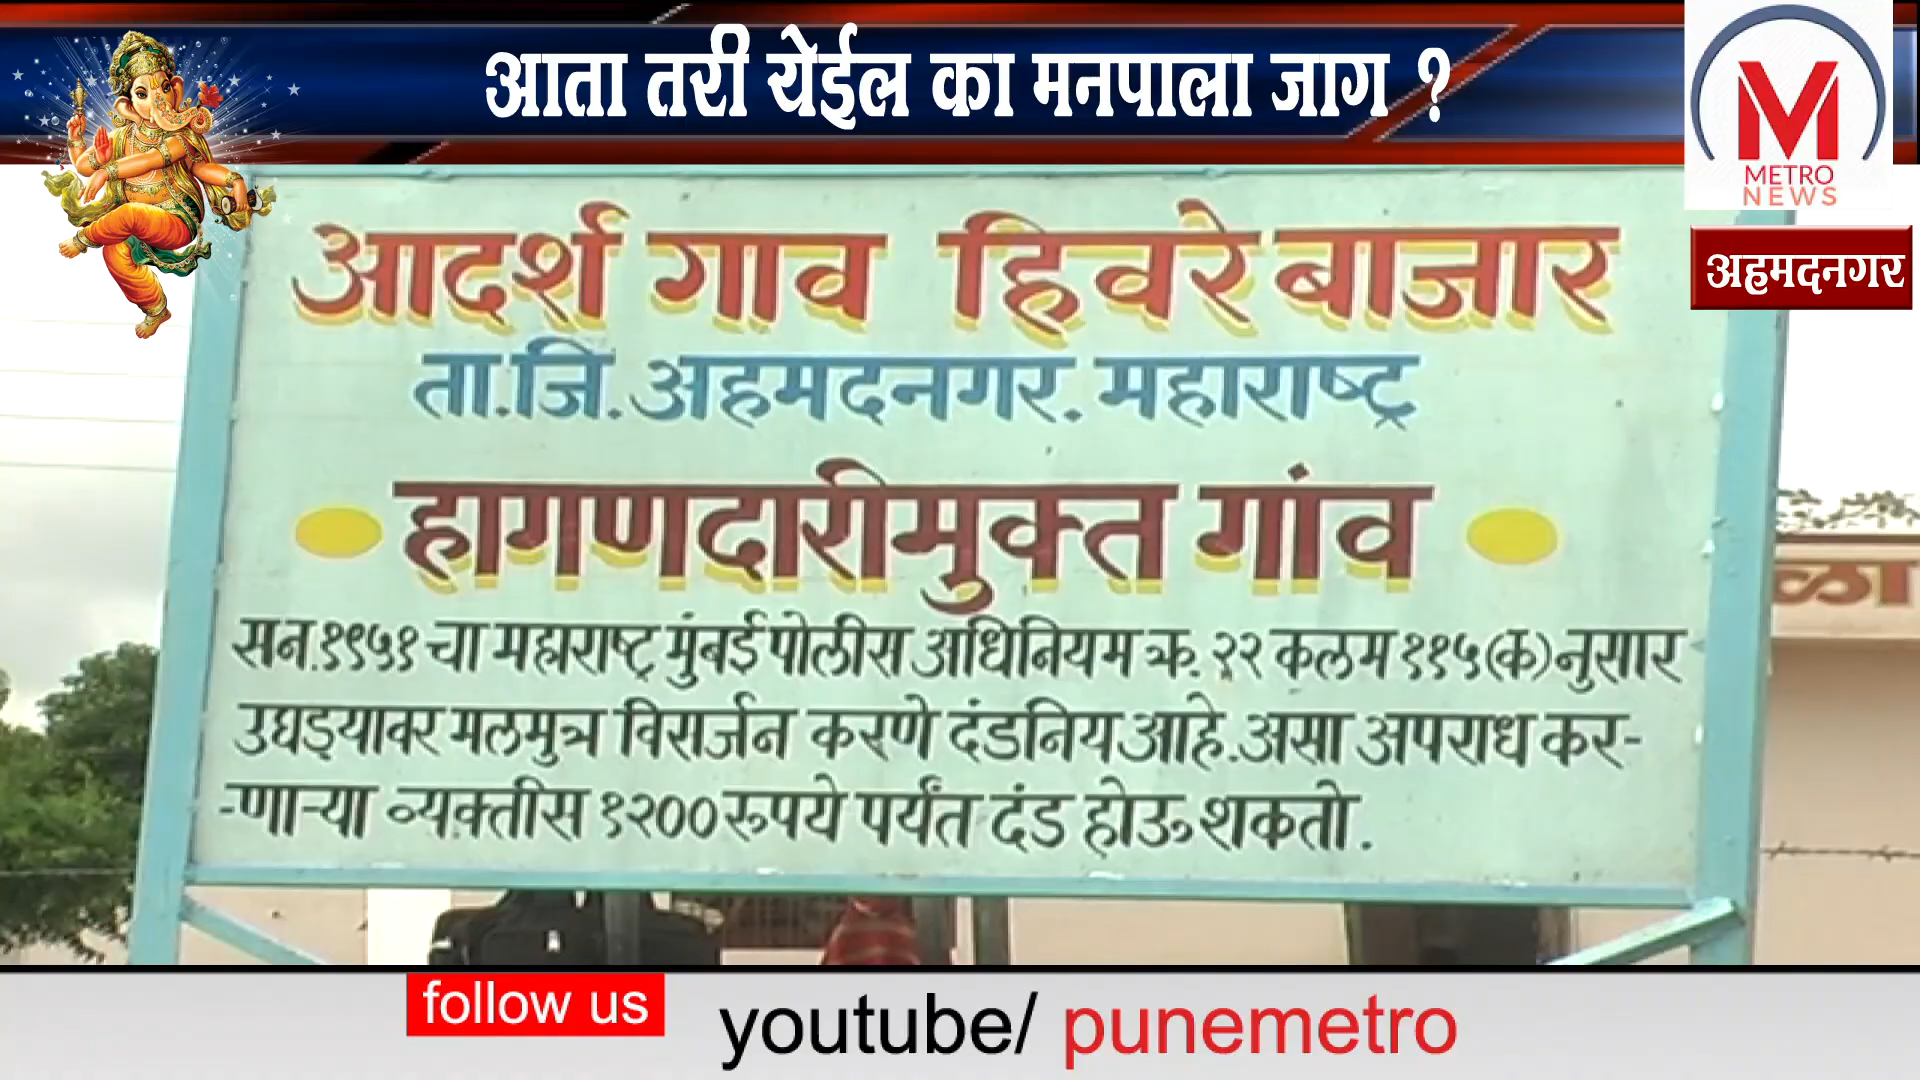 आता तरी येईल का मनपाला जाग ?
METRO
NEWS
अहमदनगर
आदर्श गाव हिवरे बाजार
ता.जि.अहमदनगर. महाराष्ट्र
हागणदारीमुक्त गांव
सन.१९५१ चा महाराष्ट्र मुंबई पोलीस अधिनियम क्र. २२ कलम ११५(क)नुसार
उघड्यावर मलमुत्र विसर्जन करणे दंडनिय आहे.असा अपराध कर-
-णाऱ्या व्यक्तीस १२०० रुपये पर्यंत दंड होऊ शकतो.
ळा
follow us
youtube/ punemetro